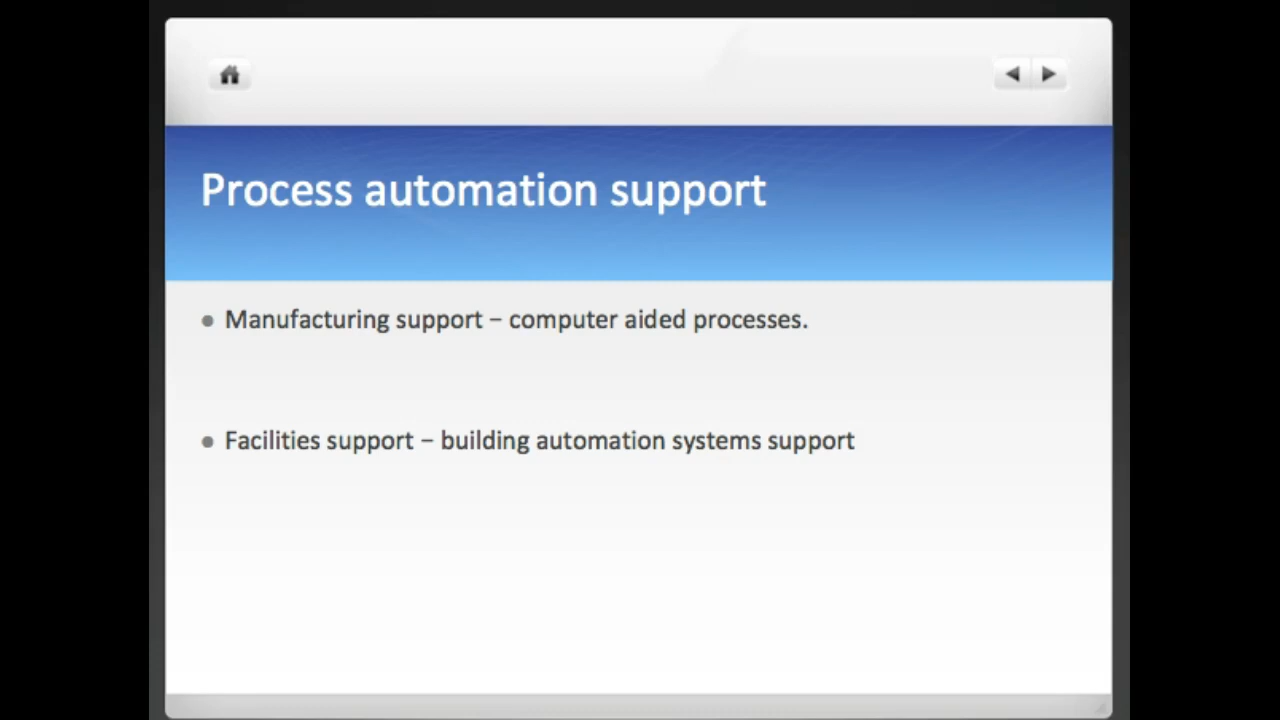 Process automation support
Manufacturing support – computer aided processes.
Facilities support – building automation systems support